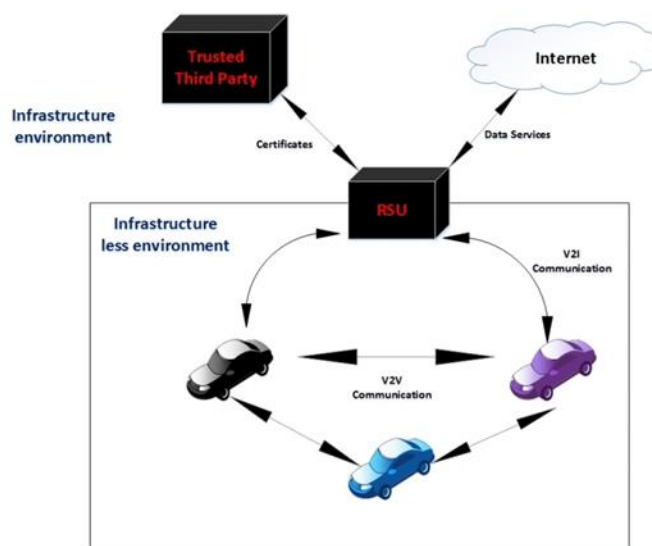 Trusted
Third Party
Internet
Infrastructure
environment
Certificates
Data Services
RSU
Infrastructure
less environment
V2I
Communication
V2V
Communication